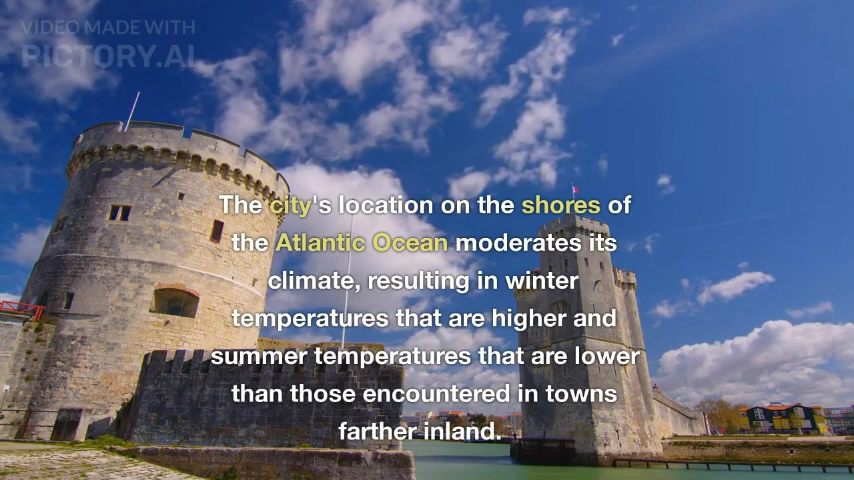 VIDEO MADE WITH
PICTORY.AI
The city's location on the shores of
the Atlantic Ocean moderates its
climate, resulting in winter
temperatures that are higher and
summer temperatures that are lower
than those encountered in towns
farther inland.